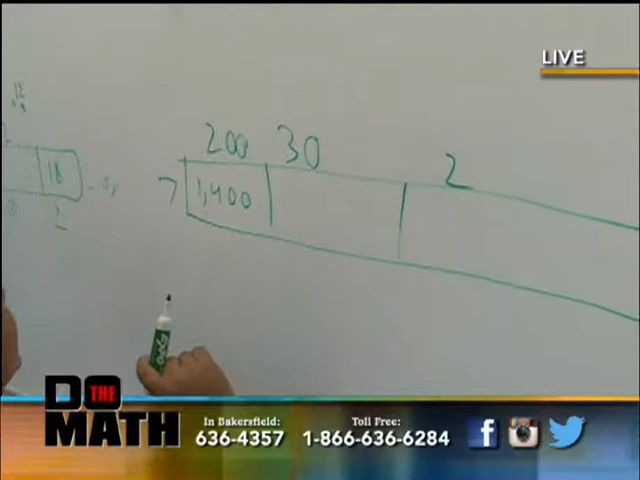 LIVE
18
200 30 2
7 1,400
DO THE MATH
In Bakersfield: 636-4357
Toll Free: 1-866-636-6284